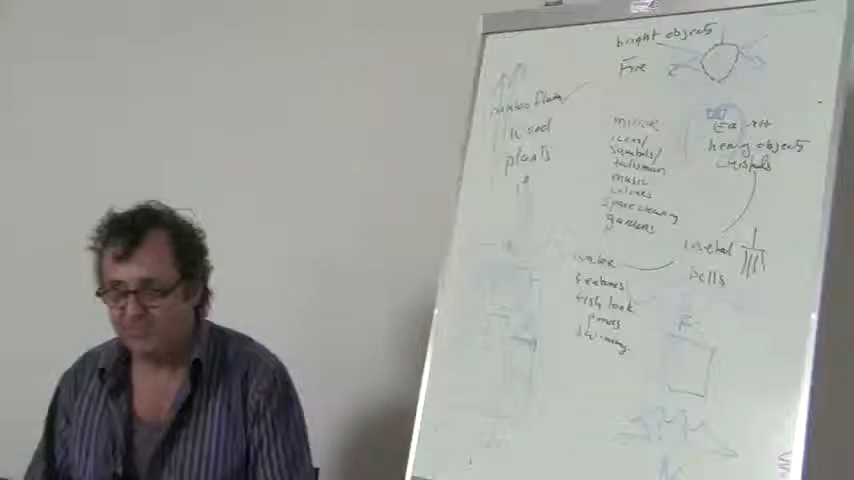 bright objects
Fire
wood
plants
mirror
icons/
symbols/
talisman
music
colours
space clearing
gardens
Earth
heavy objects
crystals
metal
bells
water
features
fish tank